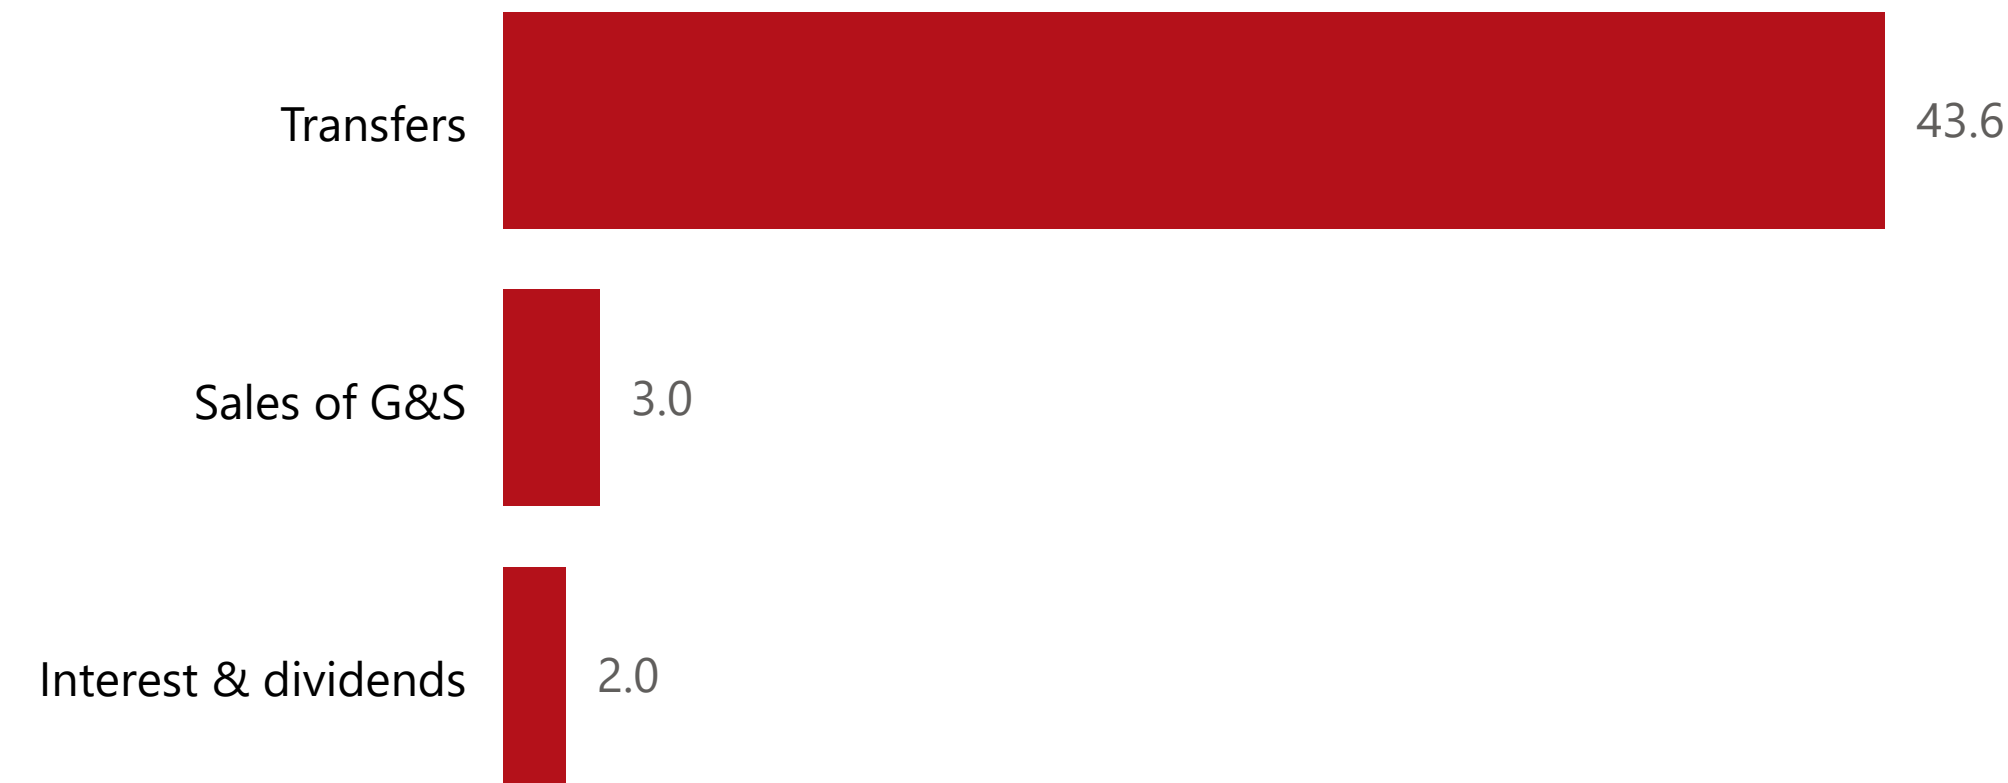 Transfers 43.6
Sales of G&S 3.0
Interest & dividends 2.0